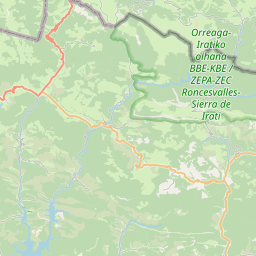 Orreaga-
Iratiko
oihana
BBE-KBE /
ZEPA-ZEC
Roncesvalles-
Sierra de
Irati